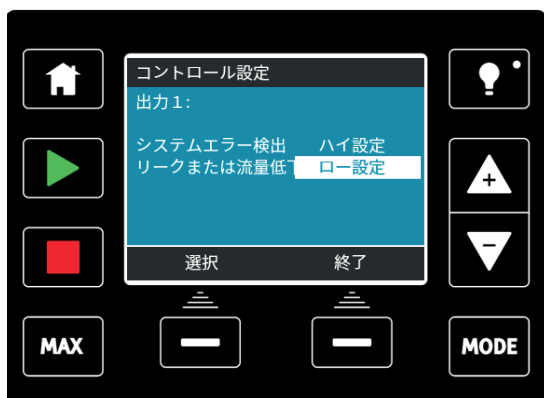 コントロール設定
出力1:
システムエラー検出 ハイ設定
リークまたは流量低 ロー設定
選択 終了
MAX
MODE